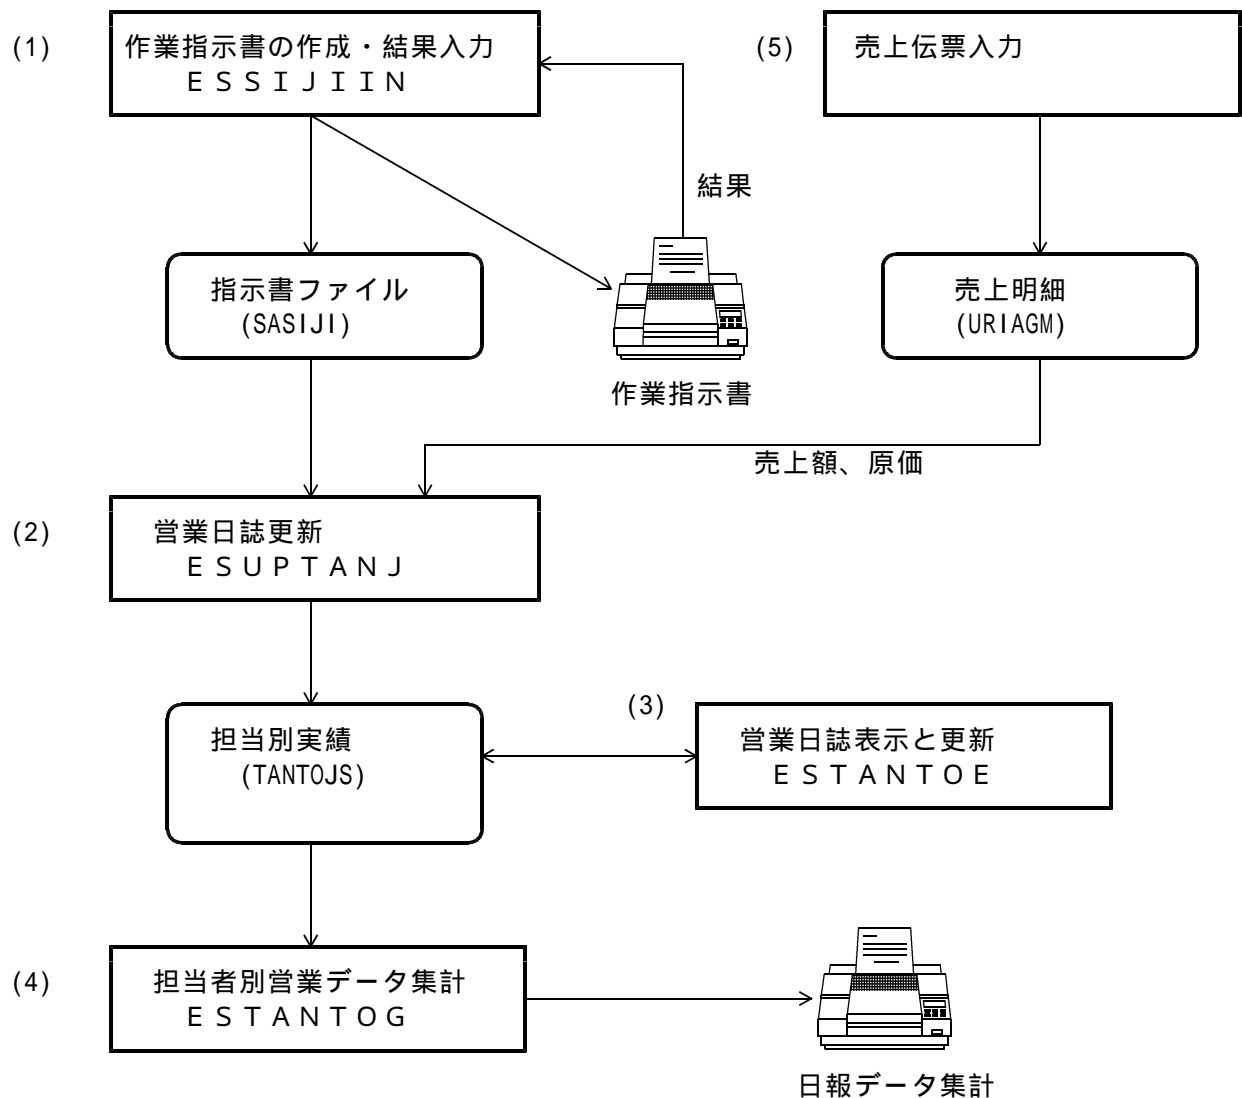 (1)
作業指示書の作成・結果入力
ＥＳＳＩＪＩＩＮ
(5)
売上伝票入力
結果
指示書ファイル
(SASIJI)
売上明細
(URIAGM)
作業指示書
売上額、原価
(2)
営業日誌更新
ＥＳＵＰＴＡＮＪ
担当別実績
(TANTOJS)
(3)
営業日誌表示と更新
ＥＳＴＡＮＴＯＥ
(4)
担当者別営業データ集計
ＥＳＴＡＮＴＯＧ
日報データ集計